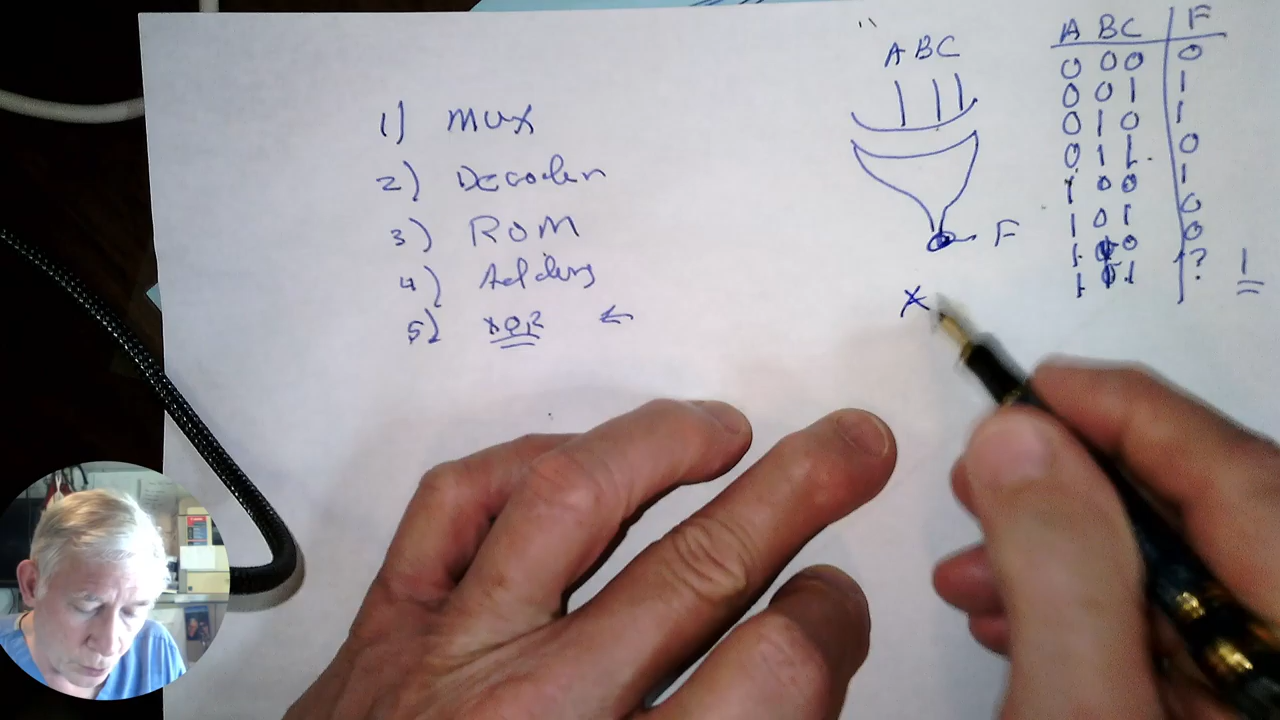 1) MUX
2) Decoder
3) ROM
4) Adders
5) XOR ←
"
A B C
F
X
A B C F
0 0 0 0
0 0 1 1
0 1 0 1
0 1 1 0
1 0 0 1
1 0 1 0
1 1 0 0
1 1 1 ?
1